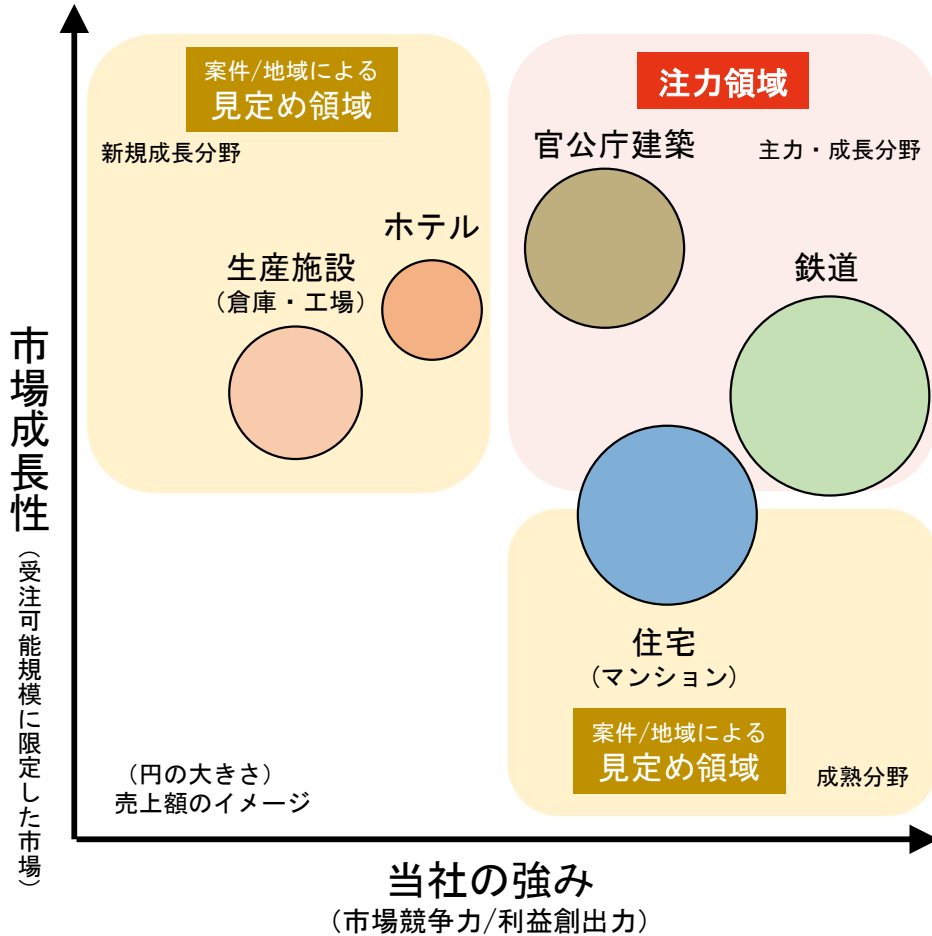 案件/地域による
見定め領域
新規成長分野
注力領域
主力・成長分野
官公庁建築
ホテル
鉄道
生産施設
(倉庫・工場)
市場成長性
(受注可能規模に限定した市場)
住宅
(マンション)
案件/地域による
見定め領域
成熟分野
(円の大きさ)
売上額のイメージ
当社の強み
(市場競争力/利益創出力)